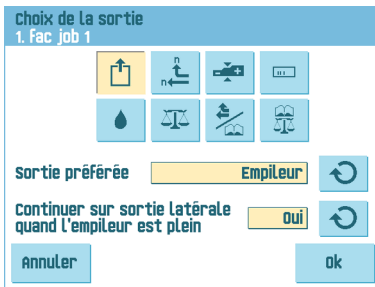 Choix de la sortie
1. Fac job 1
n
n
Sortie préférée
Empileur
Continuer sur sortie latérale
quand l'empileur est plein
Oui
Annuler
Ok